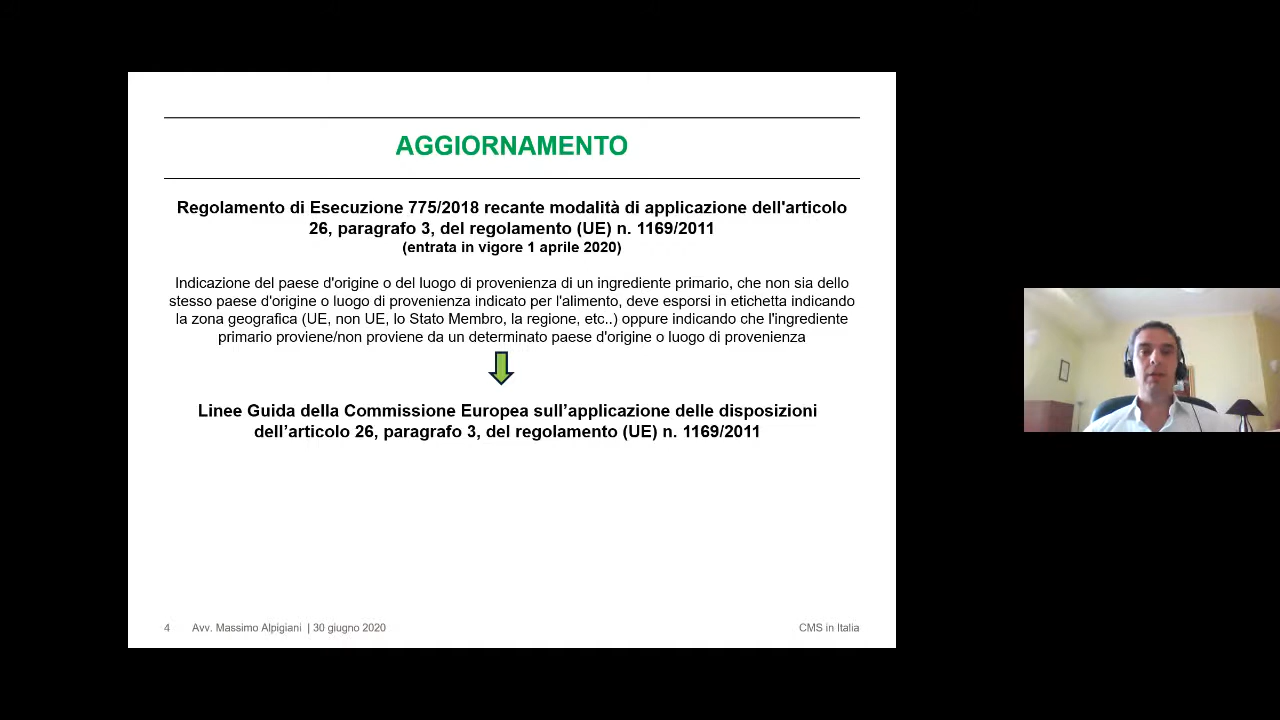 AGGIORNAMENTO
Regolamento di Esecuzione 775/2018 recante modalità di applicazione dell'articolo
26, paragrafo 3, del regolamento (UE) n. 1169/2011
(entrata in vigore 1 aprile 2020)
Indicazione del paese d'origine o del luogo di provenienza di un ingrediente primario, che non sia dello
stesso paese d'origine o luogo di provenienza indicato per l'alimento, deve esporsi in etichetta indicando
la zona geografica (UE, non UE, lo Stato Membro, la regione, etc..) oppure indicando che l'ingrediente
primario proviene/non proviene da un determinato paese d'origine o luogo di provenienza
Linee Guida della Commissione Europea sull’applicazione delle disposizioni
dell’articolo 26, paragrafo 3, del regolamento (UE) n. 1169/2011
4 Avv. Massimo Alpigiani | 30 giugno 2020 CMS in Italia